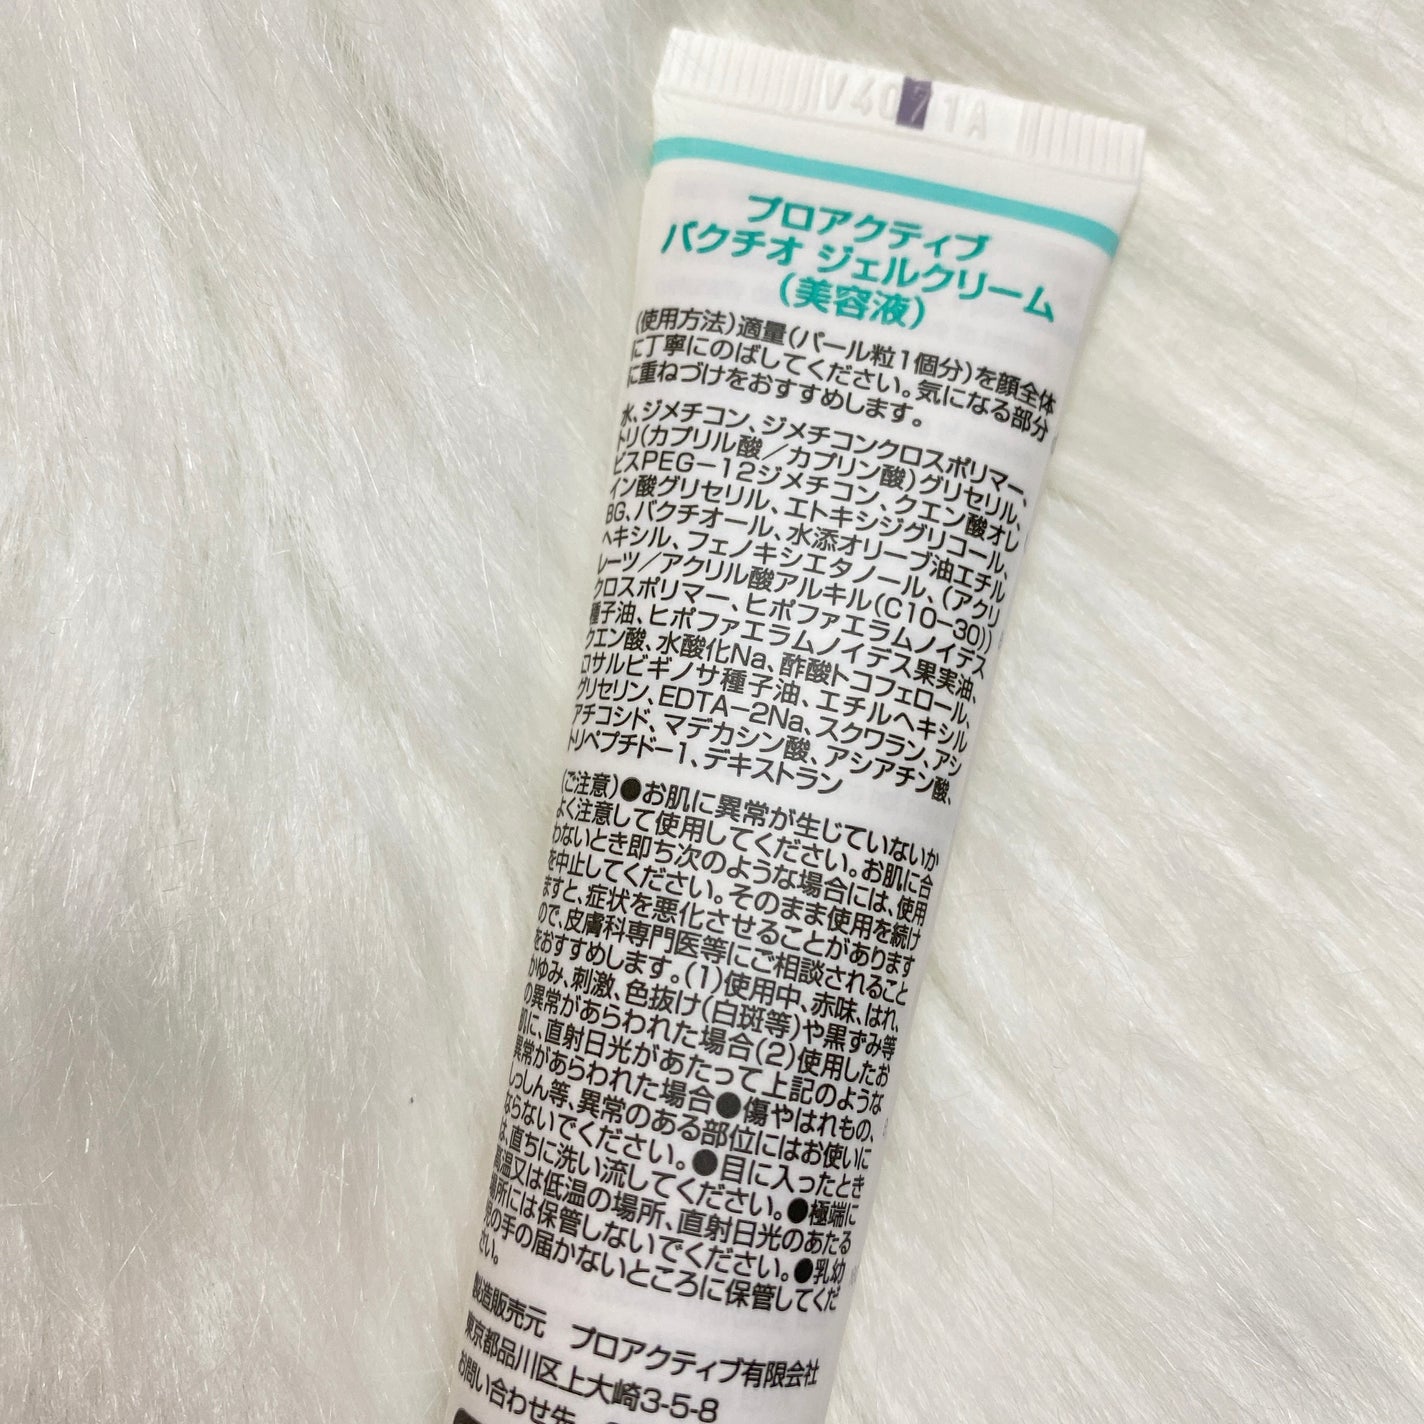 V4071A
プロアクティブ
バクチオ ジェルクリーム
(美容液)
(使用方法)適量(パール粒1個分)を顔全体
に丁寧にのばしてください。気になる部分
に重ねづけをおすすめします。
水、ジメチコン、ジメチコンクロスポリマー、
トリ(カプリル酸／カプリン酸)グリセリル、
ビスPEG－12ジメチコン、クエン酸オレ
イン酸グリセリル、エトキシジグリコール、
BG、バクチオール、水添オリーブ油エチル
ヘキシル、フェノキシエタノール、(アクリ
レーツ／アクリル酸アルキル(C10－30))
クロスポリマー、ヒポファエラムノイデス
種子油、ヒポファエラムノイデス果実油、
クエン酸、水酸化Na、酢酸トコフェロール、
ロサルビギノサ種子油、エチルヘキシル
グリセリン、EDTA－2Na、スクワラン、アシ
アチコシド、マデカシン酸、アシアチン酸、
トリペプチドー1、デキストラン
(ご注意)●お肌に異常が生じていないか
よく注意して使用してください。お肌に合
わないとき即ち次のような場合には、使用
を中止してください。そのまま使用を続け
ますと、症状を悪化させることがあります
ので、皮膚科専門医等にご相談されること
をおすすめします。(1)使用中、赤味、はれ、
かゆみ、刺激、色抜け(白斑等)や黒ずみ等
の異常があらわれた場合(2)使用したお
肌に、直射日光があたって上記のような
異常があらわれた場合●傷やはれもの、
しっしん等、異常のある部位にはお使いに
ならないでください。●目に入ったとき
は、直ちに洗い流してください。●極端に
高温又は低温の場所、直射日光のあたる
場所には保管しないでください。●乳幼
児の手の届かないところに保管してくだ
さい。
製造販売元 プロアクティブ有限会社
東京都品川区上大崎3-5-8
お問い合わせ先